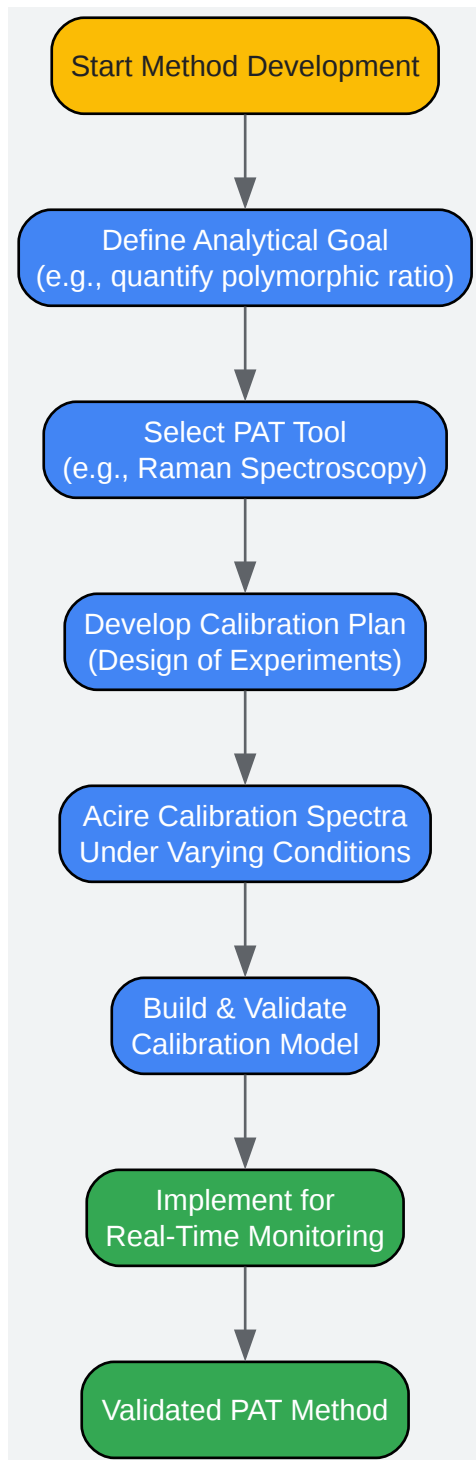 Start Method Development
Define Analytical Goal
(e.g., quantify polymorphic ratio)
Select PAT Tool
(e.g., Raman Spectroscopy)
Develop Calibration Plan
(Design of Experiments)
Acire Calibration Spectra
Under Varying Conditions
Build & Validate
Calibration Model
Implement for
Real-Time Monitoring
Validated PAT Method